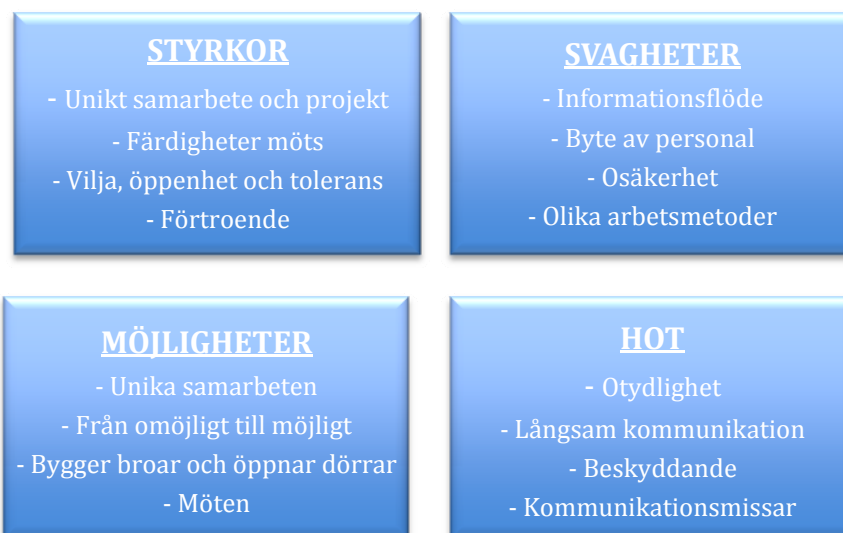 STYRKOR
- Unikt samarbete och projekt
- Färdigheter möts
- Vilja, öppenhet och tolerans
- Förtroende
SVAGHETER
- Informationsflöde
- Byte av personal
- Osäkerhet
- Olika arbetsmetoder
MÖJLIGHETER
- Unika samarbeten
- Från omöjligt till möjligt
- Bygger broar och öppnar dörrar
- Möten
HOT
- Otydlighet
- Långsam kommunikation
- Beskyddande
- Kommunikationsmissar